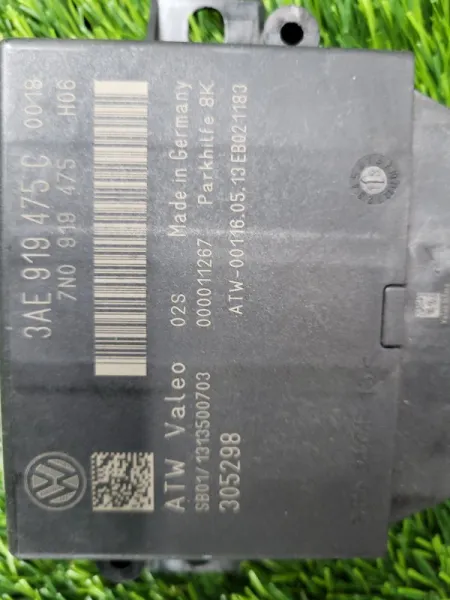 3AE 919 475 C 0018
7N0 919 475 H06
ATW Valeo 02S Made in Germany
SB01/1313500703 000011267 Parkhilfe 8K
305298 ATW-00116.05.13EB021183